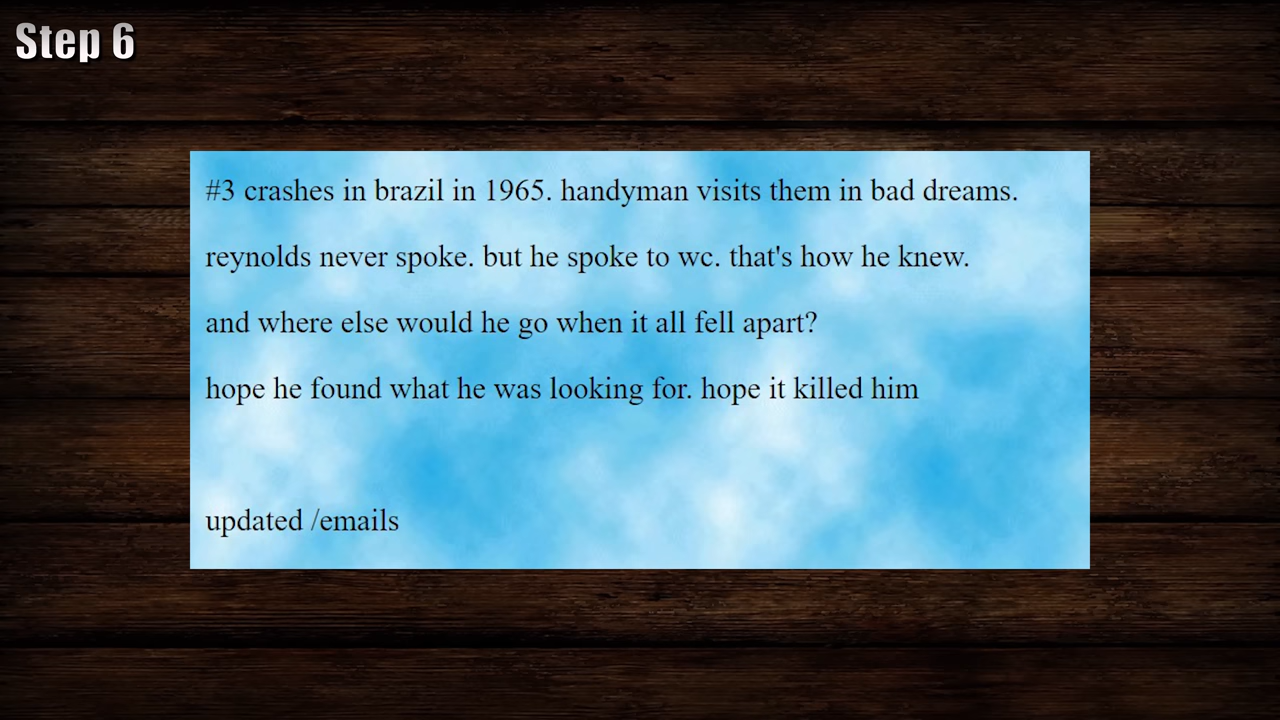 Step 6
#3 crashes in brazil in 1965. handyman visits them in bad dreams.
reynolds never spoke. but he spoke to wc. that's how he knew.
and where else would he go when it all fell apart?
hope he found what he was looking for. hope it killed him
updated /emails